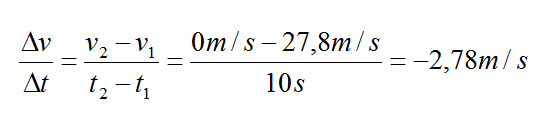 Δv/Δt = (v₂ − v₁)/(t₂ − t₁) = (0m / s − 27,8m / s)/(10s) = −2,78m / s